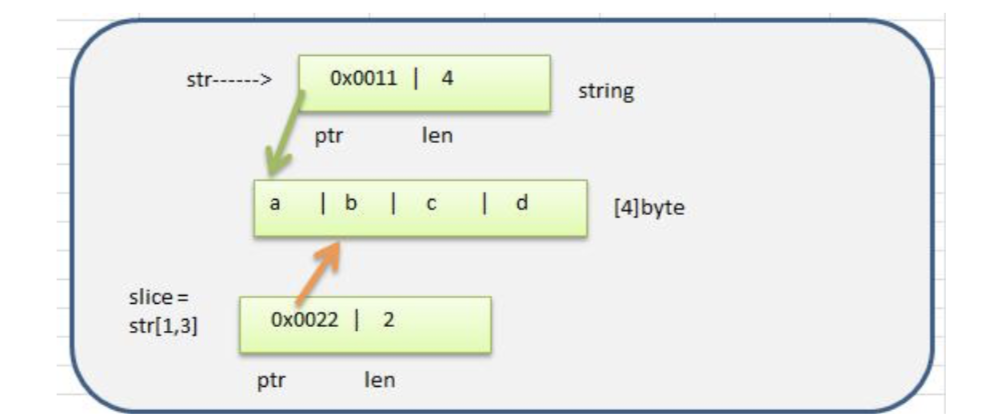 str------> 0x0011 | 4
string
ptr len
a | b | c | d [4]byte
slice =
str[1,3]
0x0022 | 2
ptr len